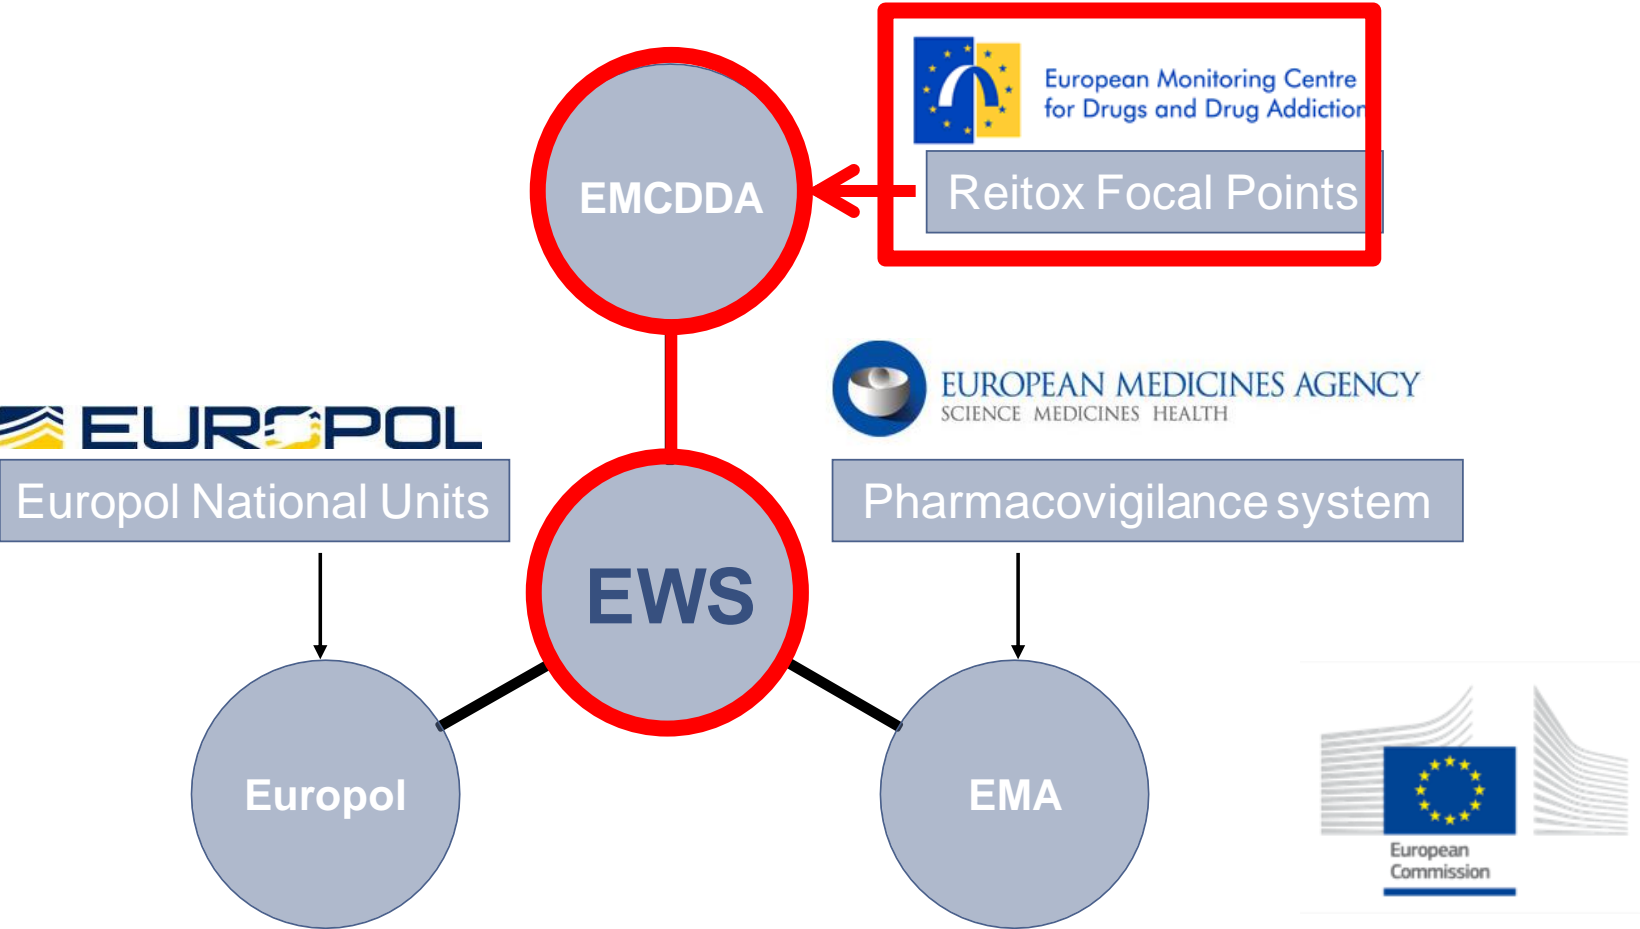 European Monitoring Centre
for Drugs and Drug Addiction
EMCDDA
Reitox Focal Points
EUROPOL
Europol National Units
EUROPEAN MEDICINES AGENCY
SCIENCE MEDICINES HEALTH
Pharmacovigilance system
EWS
Europol
EMA
European
Commission